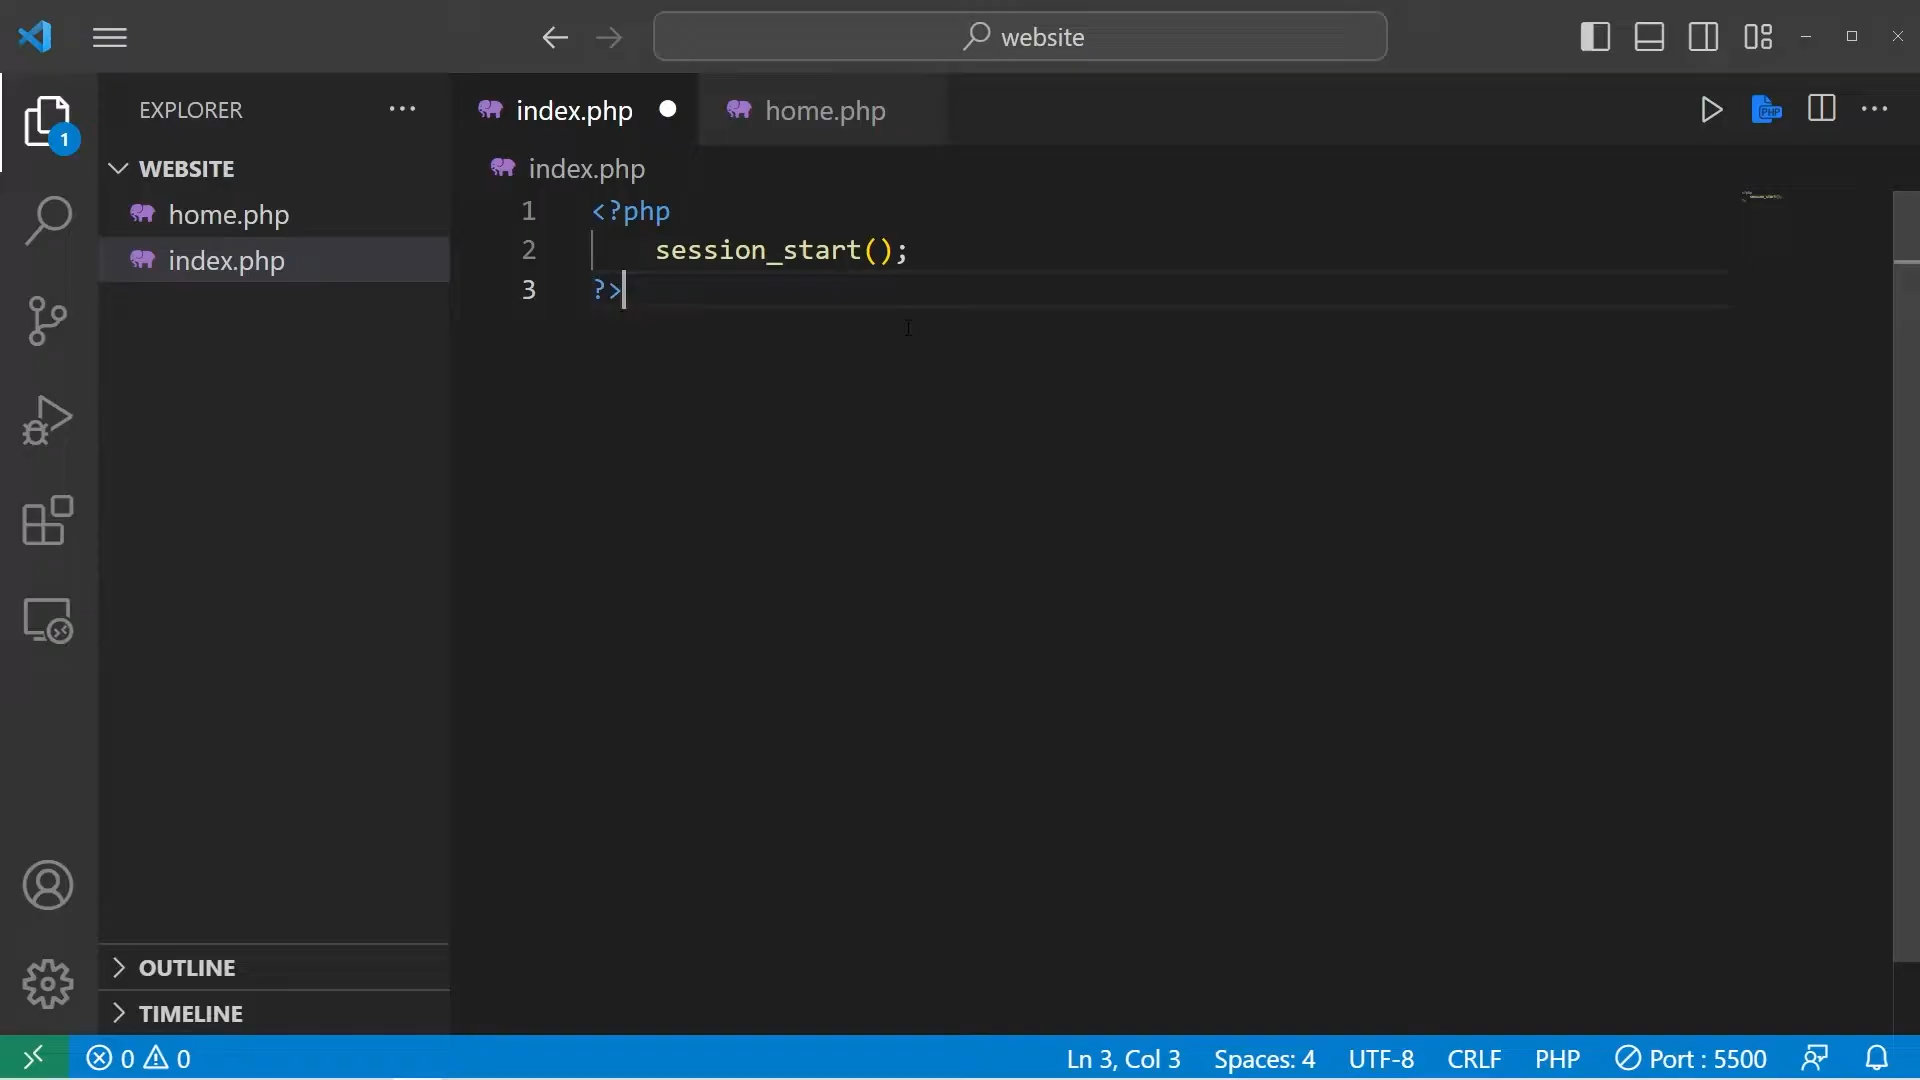 website
EXPLORER
index.php
home.php
1
WEBSITE
home.php
index.php
index.php
1 <?php
2 session_start();
3 ?>
OUTLINE
TIMELINE
0 0
Ln 3, Col 3
Spaces: 4
UTF-8
CRLF
PHP
Port : 5500